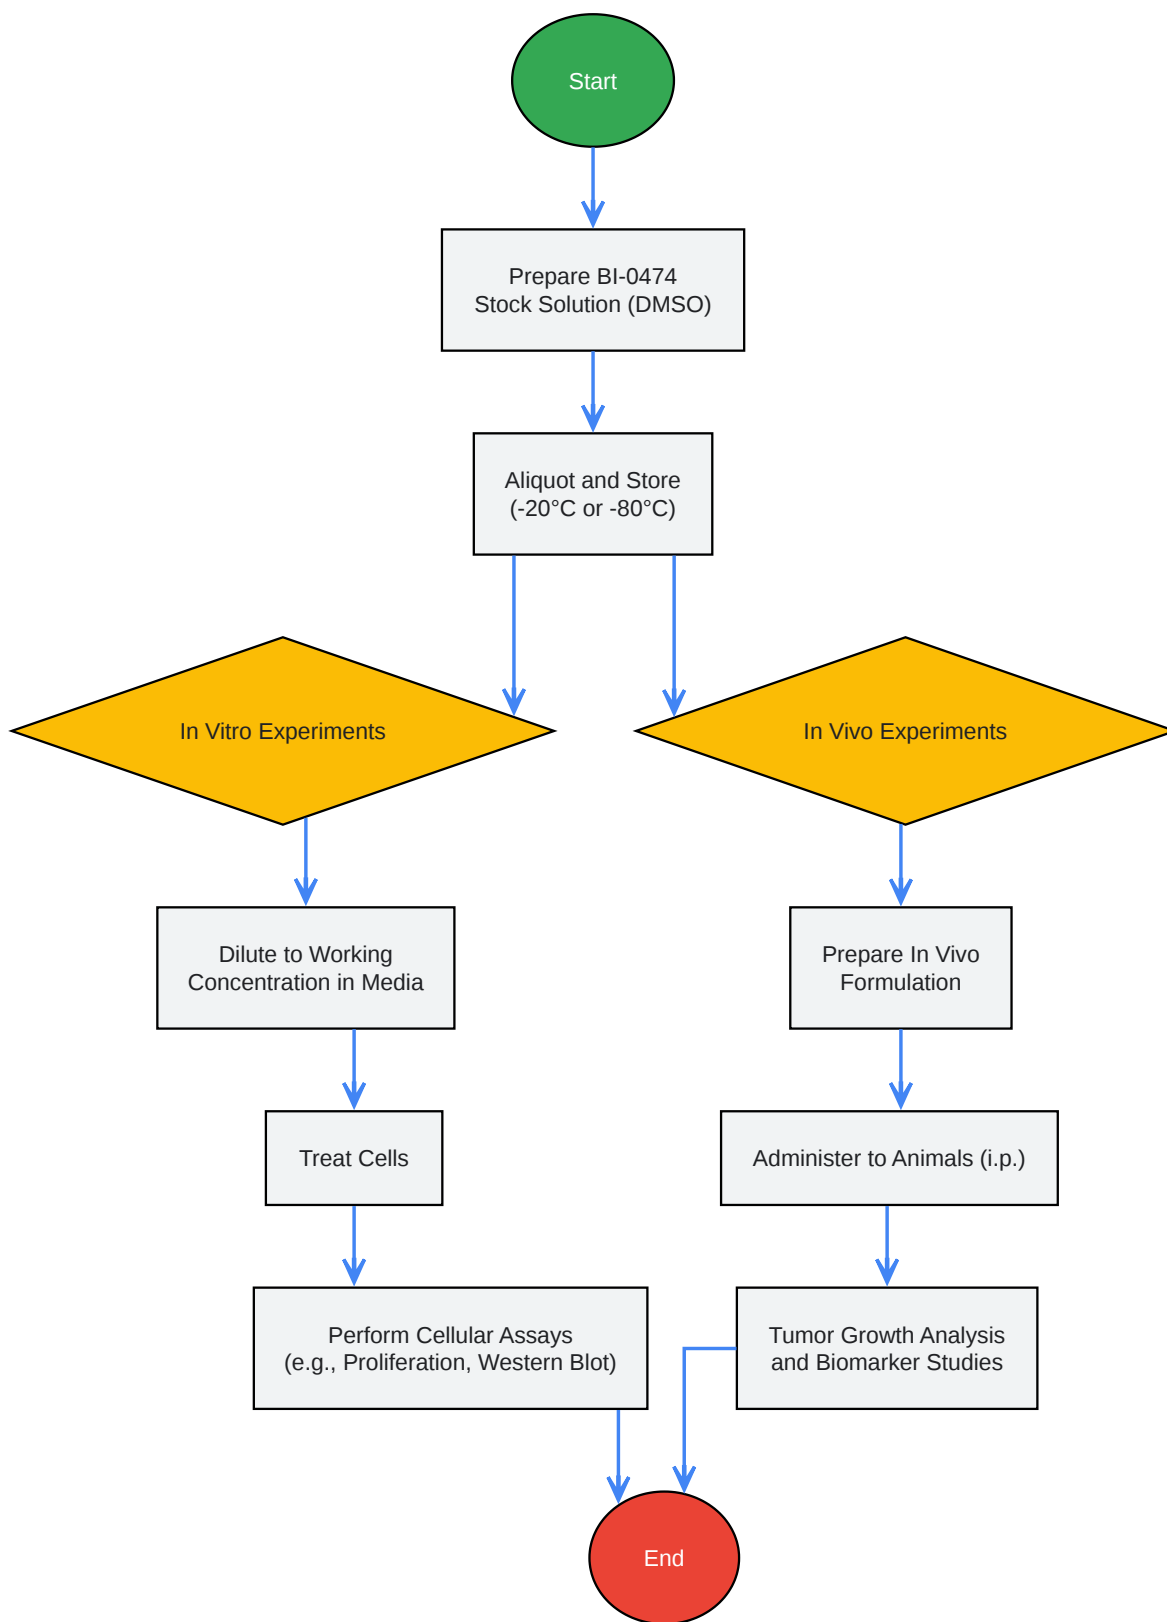 Start
Prepare BI-0474
Stock Solution (DMSO)
Aliquot and Store
(-20°C or -80°C)
In Vitro Experiments
In Vivo Experiments
Dilute to Working
Concentration in Media
Prepare In Vivo
Formulation
Treat Cells
Administer to Animals (i.p.)
Perform Cellular Assays
(e.g., Proliferation, Western Blot)
Tumor Growth Analysis
and Biomarker Studies
End